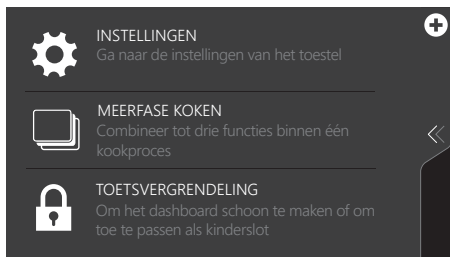 INSTELLINGEN
Ga naar de instellingen van het toestel
MEERFASE KOKEN
Combineer tot drie functies binnen één
kookproces
TOETSVERGRENDELING
Om het dashboard schoon te maken of om
toe te passen als kinderslot